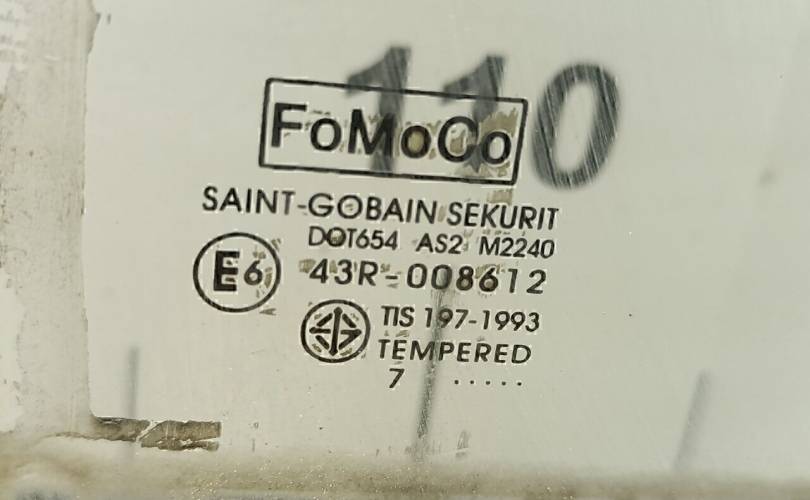 110
FoMoCo
SAINT-GOBAIN SEKURIT
DOT654 AS2 M2240
E6 43R-008612
TIS 197-1993
TEMPERED
7 .....